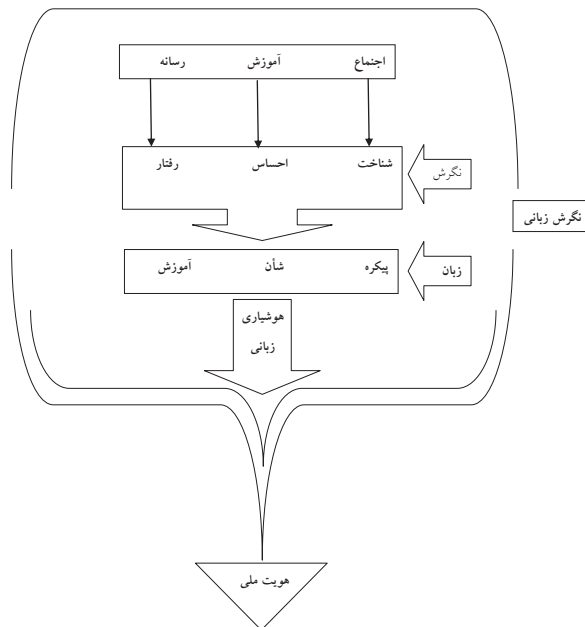 اجتماع آموزش رسانه
شناخت احساس رفتار
نگرش
نگرش زبانی
پیکره شأن آموزش
زبان
هوشیاری
زبانی
هویت ملی